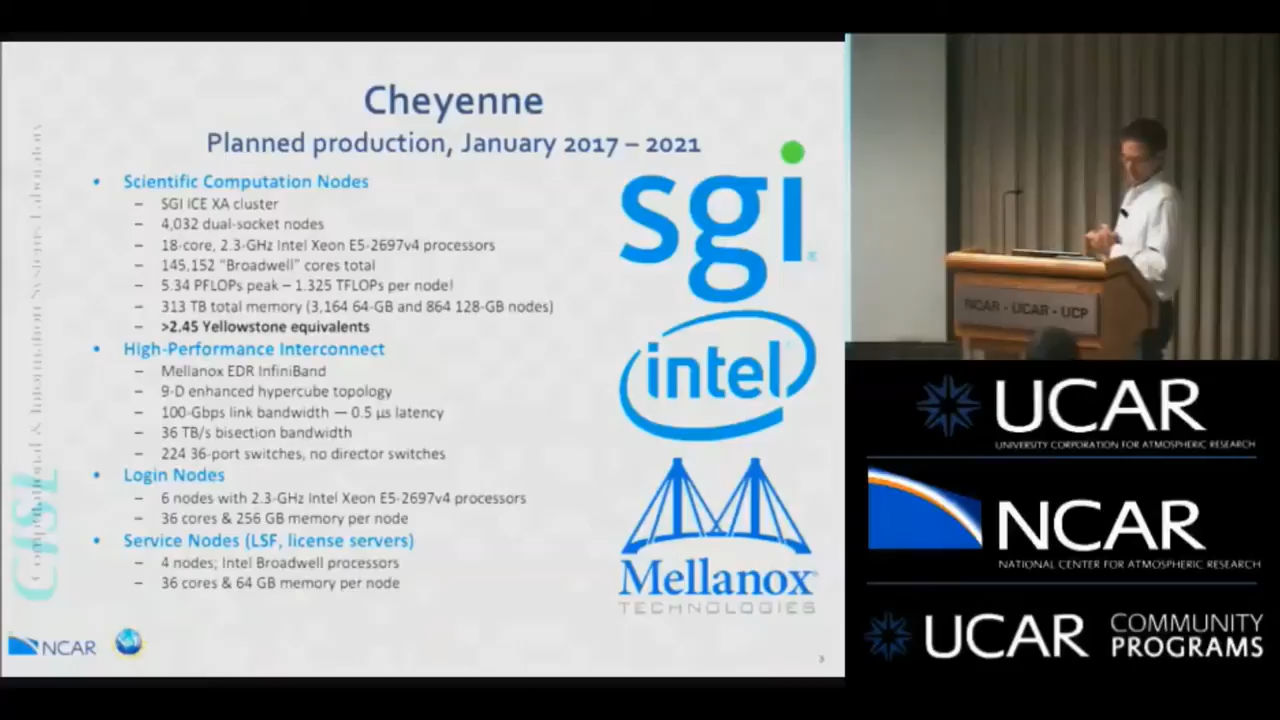 Cheyenne
Planned production, January 2017 – 2021
• Scientific Computation Nodes
– SGI ICE XA cluster
– 4,032 dual-socket nodes
– 18-core, 2.3-GHz Intel Xeon E5-2697v4 processors
– 145,152 "Broadwell" cores total
– 5.34 PFLOPs peak – 1.325 TFLOPs per node!
– 313 TB total memory (3,164 64-GB and 864 128-GB nodes)
– >2.45 Yellowstone equivalents
• High-Performance Interconnect
– Mellanox EDR InfiniBand
– 9-D enhanced hypercube topology
– 100-Gbps link bandwidth — 0.5 µs latency
– 36 TB/s bisection bandwidth
– 224 36-port switches, no director switches
• Login Nodes
– 6 nodes with 2.3-GHz Intel Xeon E5-2697v4 processors
– 36 cores & 256 GB memory per node
• Service Nodes (LSF, license servers)
– 4 nodes; Intel Broadwell processors
– 36 cores & 64 GB memory per node
sgi
intel
Mellanox
TECHNOLOGIES
CISL
Computational & Information Systems Laboratory
NCAR
3
NCAR - UCAR - UCP
UCAR
UNIVERSITY CORPORATION FOR ATMOSPHERIC RESEARCH
NCAR
NATIONAL CENTER FOR ATMOSPHERIC RESEARCH
UCAR COMMUNITY
PROGRAMS